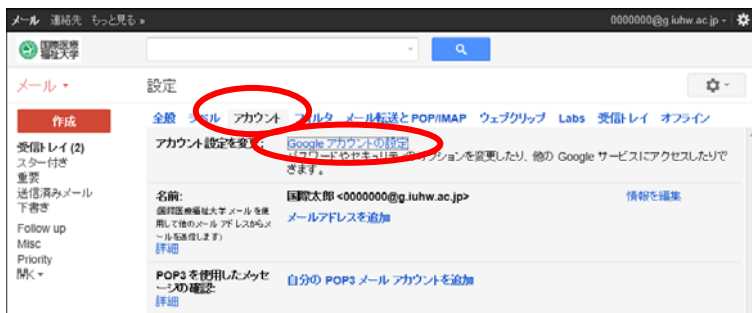 メール 連絡先 もっと見る »
0000000@g.iuhw.ac.jp
国際医療
福祉大学
メール
設定
作成
全般 ラベル アカウント フィルタ メール転送と POP/IMAP ウェブクリップ Labs 受信トレイ オフライン
受信トレイ (2)
スター付き
重要
送信済みメール
下書き
Follow up
Misc
Priority
開く
アカウント設定を変更:
Google アカウントの設定
パスワードやセキュリティのオプションを変更したり、他の Google サービスにアクセスしたりで
きます。
名前:
国際医療福祉大学 メール を使
用して他のメール アドレスからメ
ールを送信します)
詳細
国際太郎 <0000000@g.iuhw.ac.jp>
情報を編集
メールアドレスを追加
POP3 を使用したメッセ
ージの確認:
詳細
自分の POP3 メール アカウントを追加